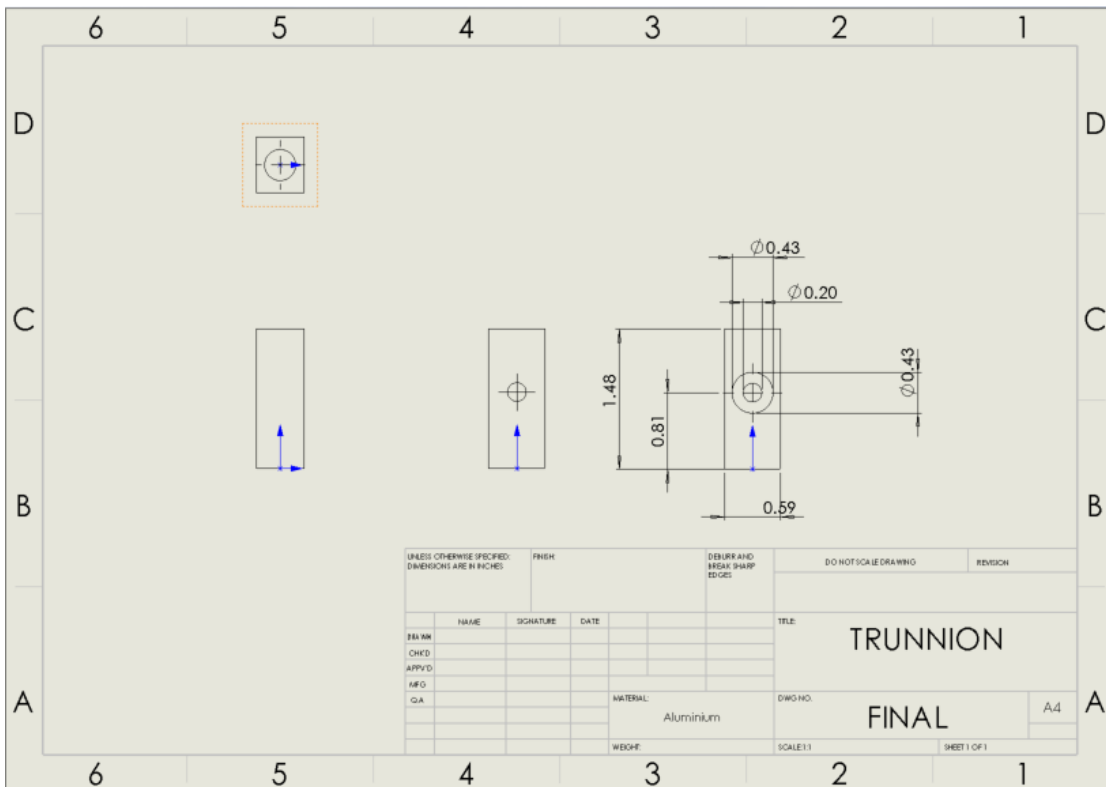 6 5 4 3 2 1
D D
⌀0.43
⌀0.20
C C
1.48
0.81
⌀0.43
B B
0.59
UNLESS OTHERWISE SPECIFIED:
DIMENSIONS ARE IN INCHES
FINISH:
DEBURR AND
BREAK SHARP
EDGES
DO NOT SCALE DRAWING
REVISION
NAME SIGNATURE DATE
TITLE:
TRUNNION
DRAWN
CHK'D
APPV'D
MFG
Q.A
MATERIAL:
Aluminium
DWG NO.
FINAL
A4
A A
WEIGHT:
SCALE:1:1
SHEET 1 OF 1
6 5 4 3 2 1